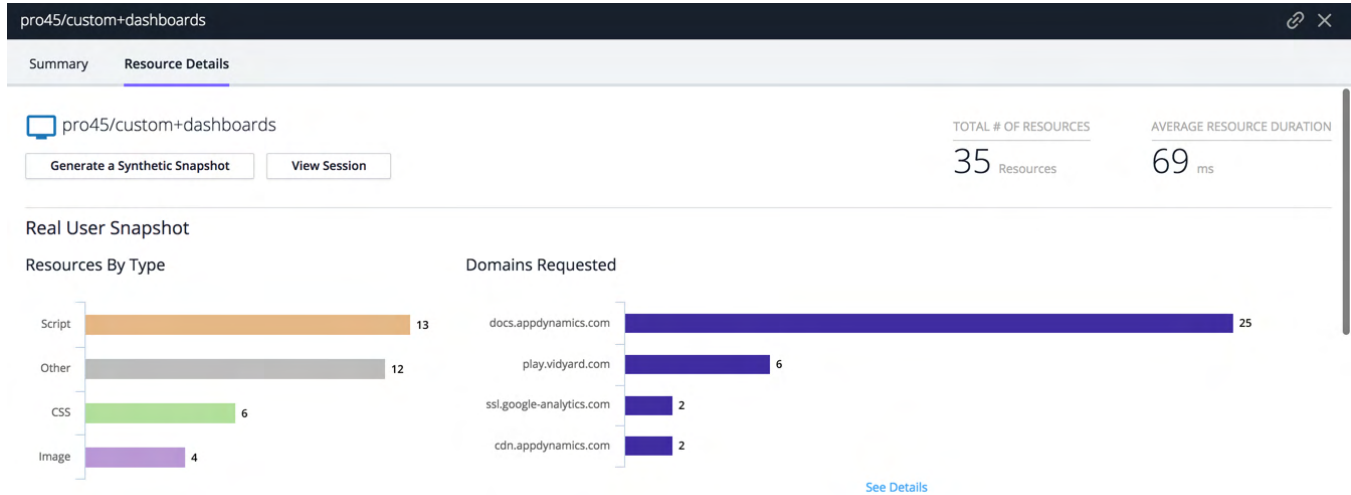 pro45/custom+dashboards
Summary Resource Details
pro45/custom+dashboards
TOTAL # OF RESOURCES AVERAGE RESOURCE DURATION
Generate a Synthetic Snapshot View Session
35 Resources 69 ms
Real User Snapshot
Resources By Type Domains Requested
Script 13 docs.appdynamics.com 25
Other 12 play.vidyard.com 6
CSS 6 ssl.google-analytics.com 2
Image 4 cdn.appdynamics.com 2
See Details